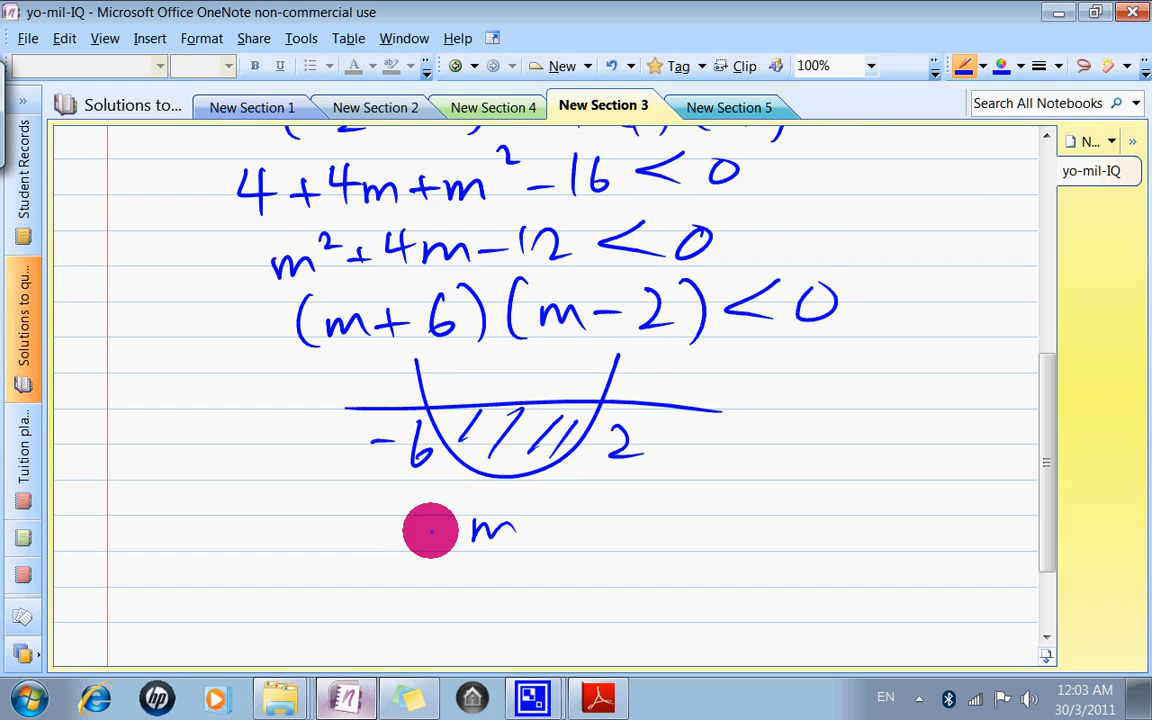 yo-mil-IQ - Microsoft Office OneNote non-commercial use
File Edit View Insert Format Share Tools Table Window Help
B U A ab New Tag Clip 100%
Solutions to... New Section 1 New Section 2 New Section 4 New Section 3 New Section 5 Search All Notebooks
N...
yo-mil-IQ
Student Records
Solutions to qu...
Tuition pla...
4 + 4m + m² - 16 < 0
m² + 4m - 12 < 0
(m + 6) (m - 2) < 0
-6 2
m
EN 12:03 AM
30/3/2011